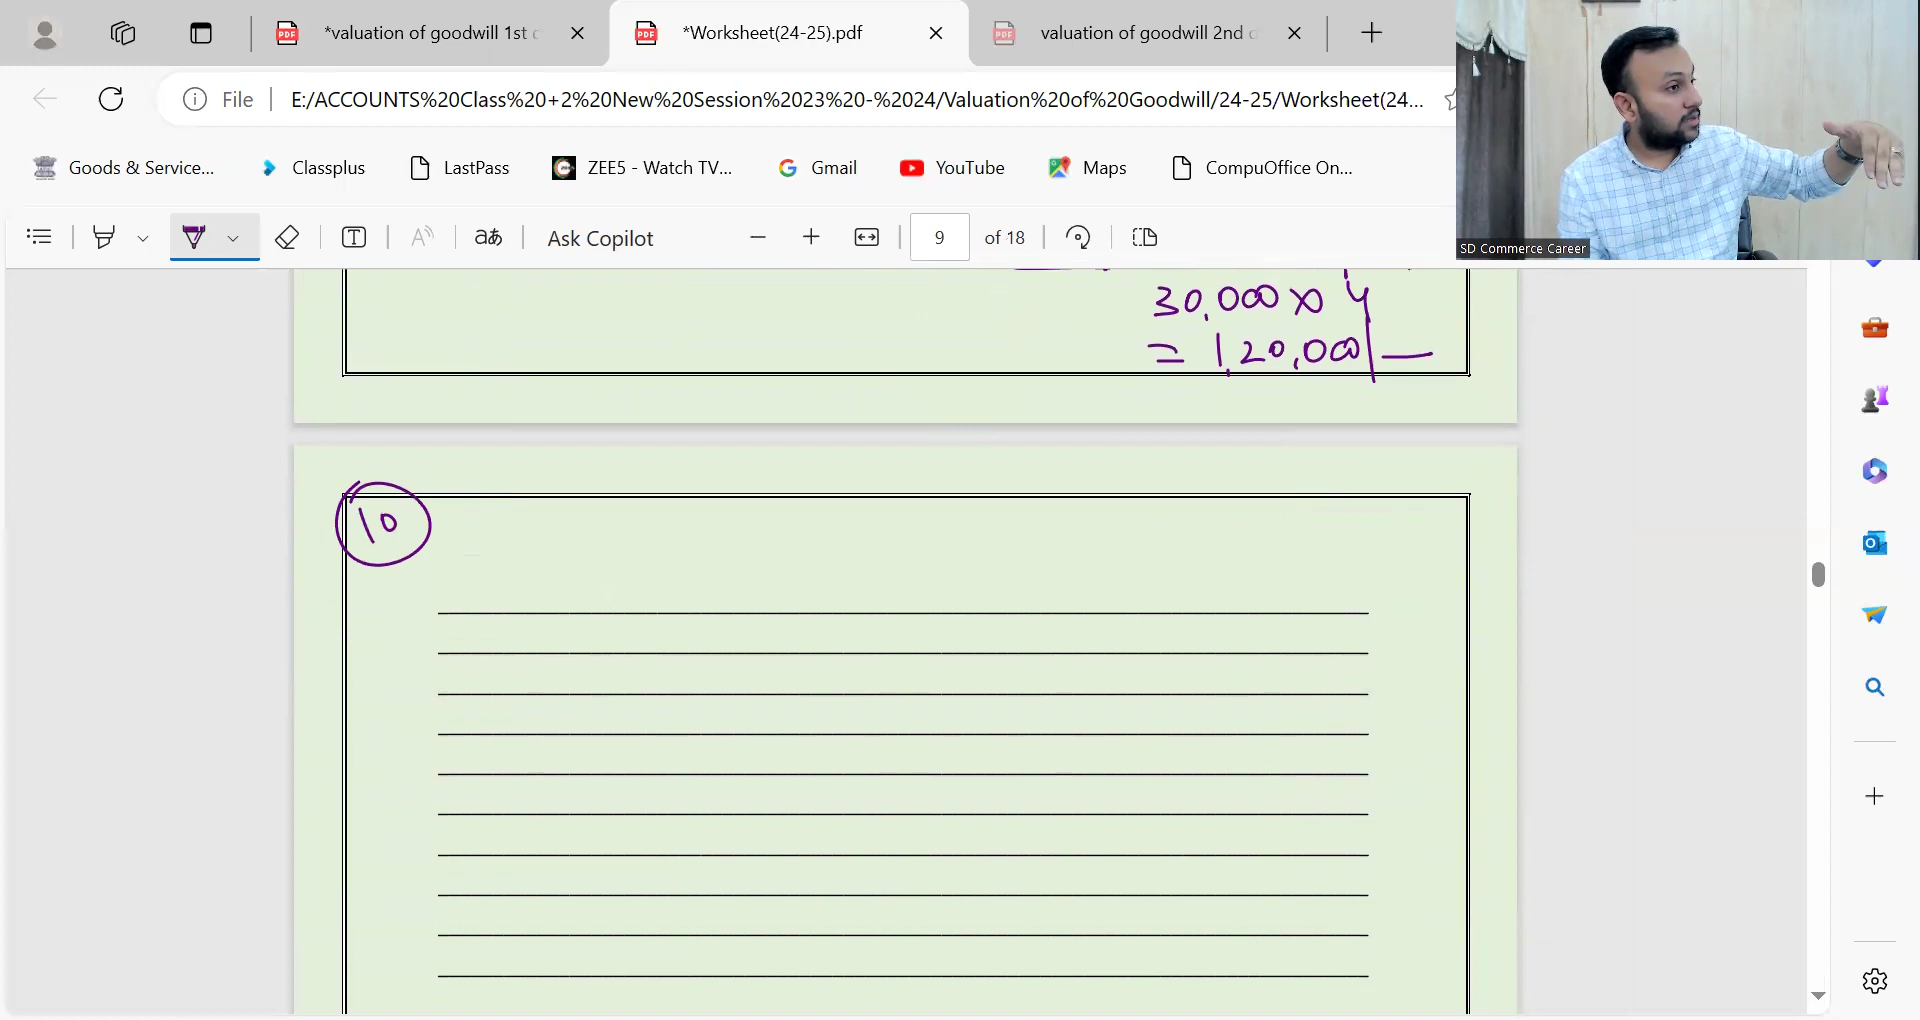 *valuation of goodwill 1st
*Worksheet(24-25).pdf
valuation of goodwill 2nd
File
E:/ACCOUNTS%20Class%20+2%20New%20Session%2023%20-%2024/Valuation%20of%20Goodwill/24-25/Worksheet(24...
Goods & Service...
Classplus
LastPass
ZEE5 - Watch TV...
Gmail
YouTube
Maps
CompuOffice On...
aあ
Ask Copilot
9
of 18
SD Commerce Career
30,000 x 4
= 1,20,000/—
10